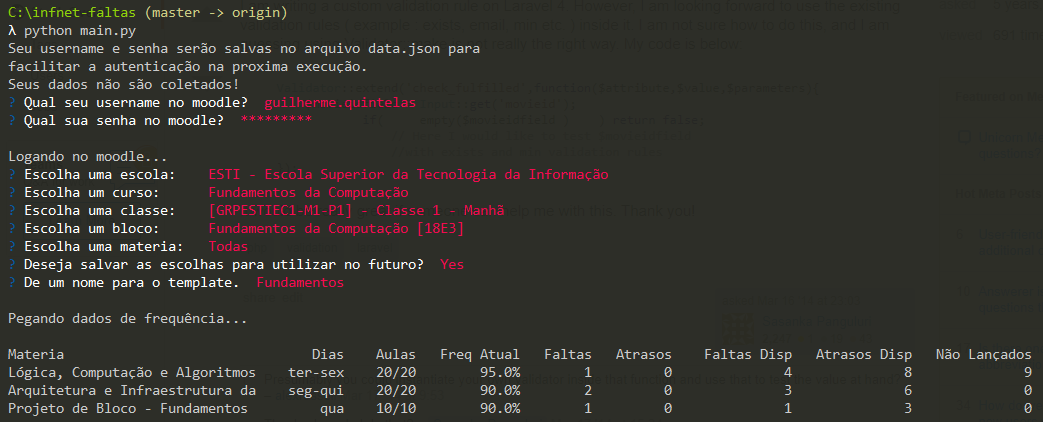 C:\infnet-faltas (master -> origin)
λ python main.py
Seu username e senha serão salvas no arquivo data.json para
facilitar a autenticação na proxima execução.
Seus dados não são coletados!
? Qual seu username no moodle? guilherme.quintelas
? Qual sua senha no moodle? *********
Logando no moodle...
? Escolha uma escola: ESTI - Escola Superior da Tecnologia da Informação
? Escolha um curso: Fundamentos da Computação
? Escolha uma classe: [GRPESTIEC1-M1-P1] - Classe 1 - Manhã
? Escolha um bloco: Fundamentos da Computação [18E3]
? Escolha uma materia: Todas
? Deseja salvar as escolhas para utilizar no futuro? Yes
? De um nome para o template. Fundamentos
Pegando dados de frequência...
Materia Dias Aulas Freq Atual Faltas Atrasos Faltas Disp Atrasos Disp Não Lançados
Lógica, Computação e Algoritmos ter-sex 20/20 95.0% 1 0 4 8 9
Arquitetura e Infraestrutura da seg-qui 20/20 90.0% 2 0 3 6 0
Projeto de Bloco - Fundamentos qua 10/10 90.0% 1 0 1 3 0